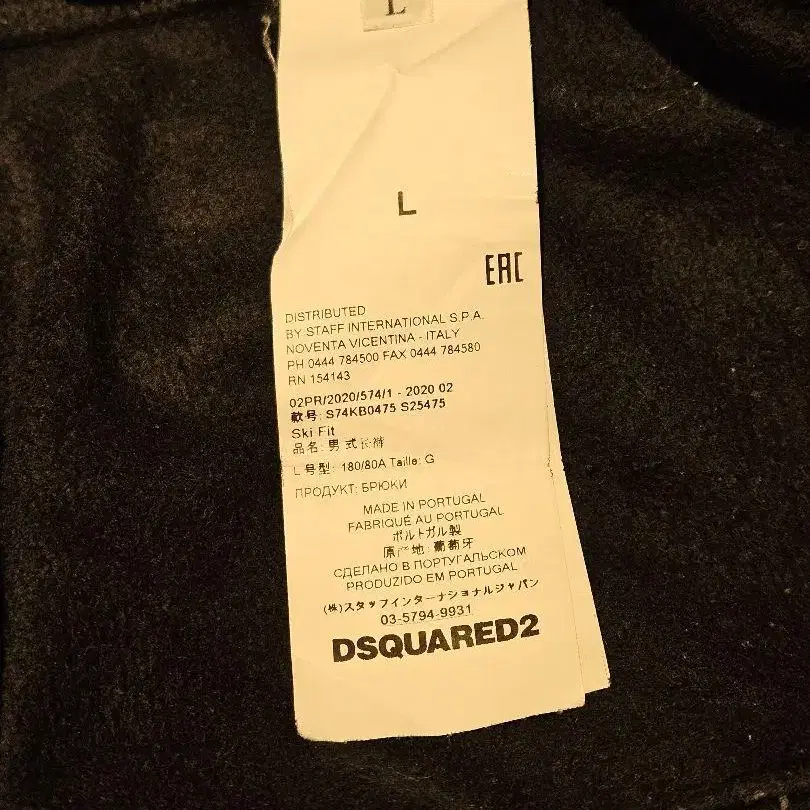 L
L
EAC
DISTRIBUTED
BY STAFF INTERNATIONAL S.P.A.
NOVENTA VICENTINA - ITALY
PH 0444 784500 FAX 0444 784580
RN 154143
02PR/2020/574/1 - 2020 02
款号: S74KB0475 S25475
Ski Fit
品名: 男式长裤
L 号型: 180/80A Taille: G
ПРОДУКТ: БРЮКИ
MADE IN PORTUGAL
FABRIQUÉ AU PORTUGAL
ポルトガル製
原产地: 葡萄牙
СДЕЛАНО В ПОРТУГАЛЬСКОМ
PRODUZIDO EM PORTUGAL
(株)スタッフインターナショナルジャパン
03-5794-9931
DSQUARED2